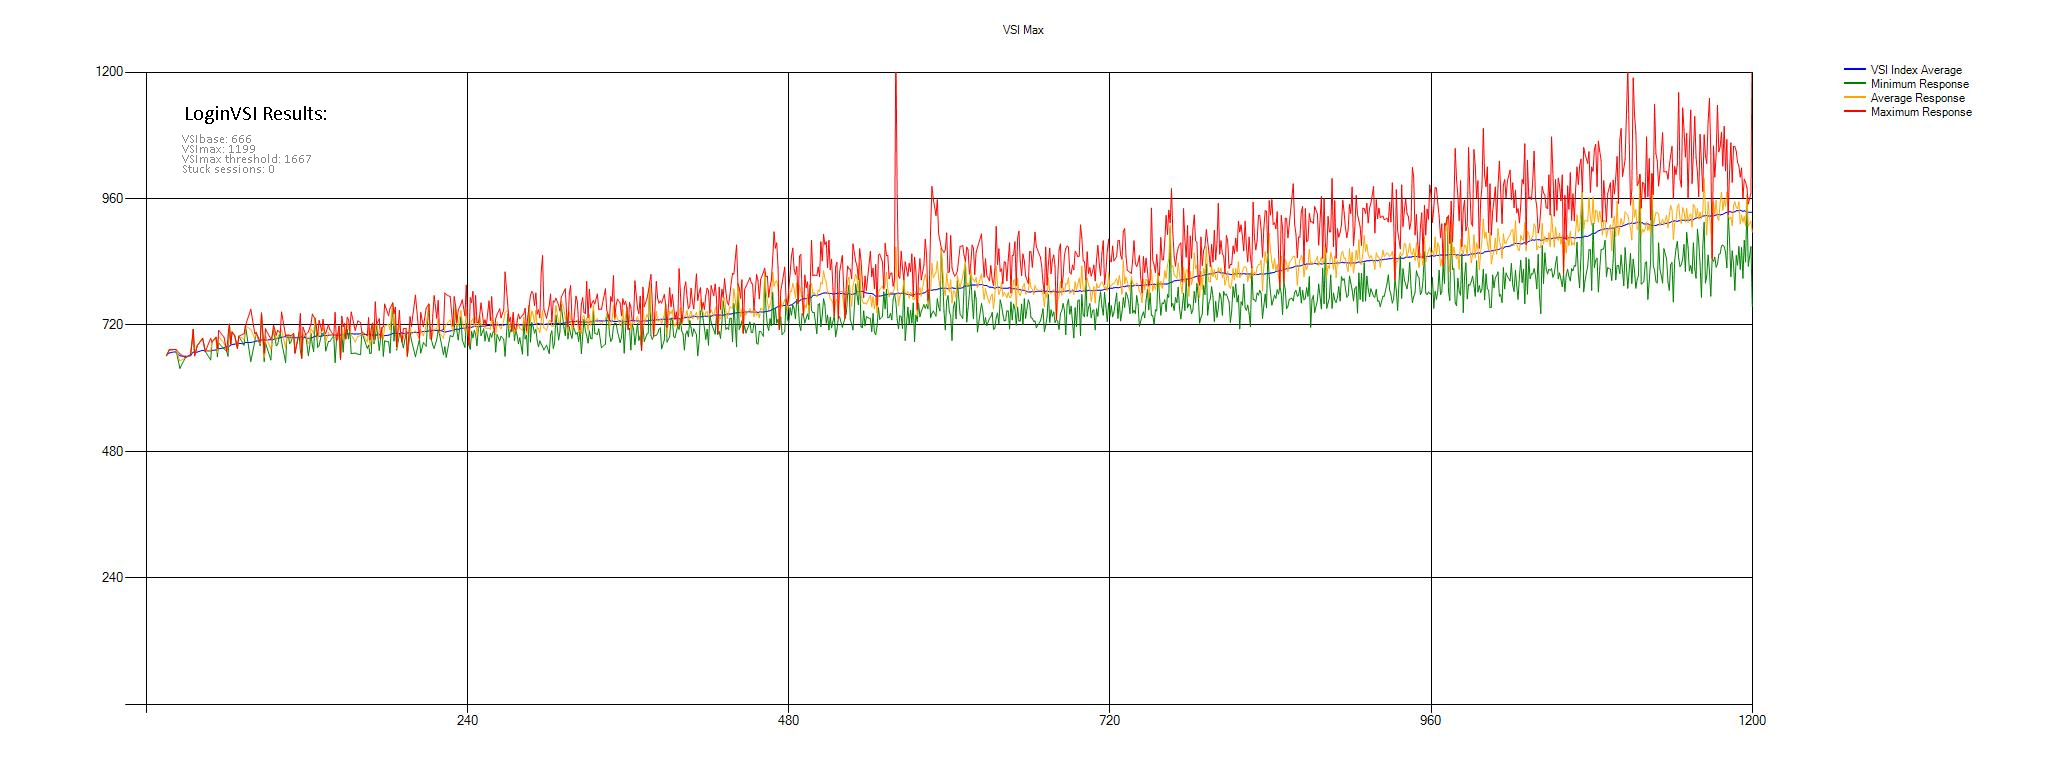 VSI Max
1200
960
720
480
240
LoginVSI Results:
VSIbase: 666
VSImax: 1199
VSImax threshold: 1667
Stuck sessions: 0
VSI Index Average
Minimum Response
Average Response
Maximum Response
240 480 720 960 1200